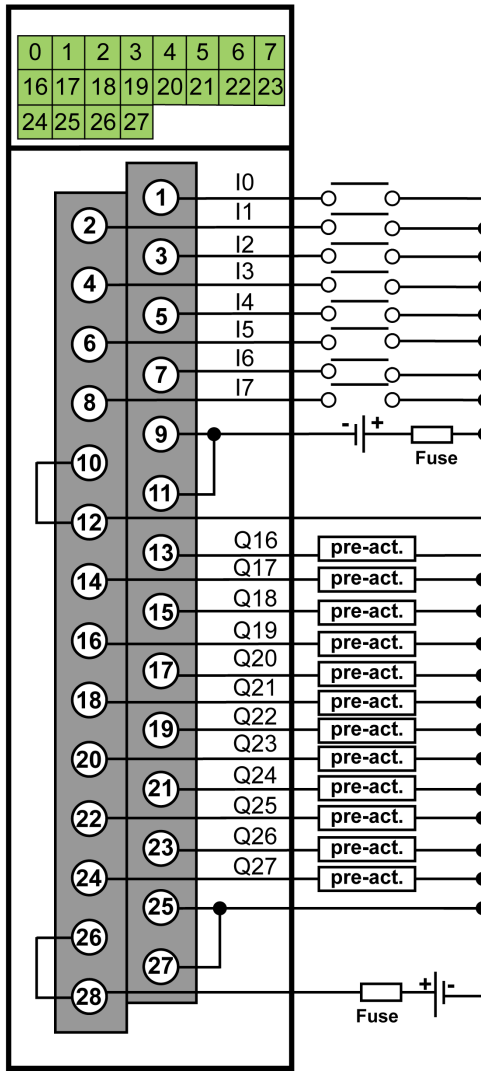 0 1 2 3 4 5 6 7
16 17 18 19 20 21 22 23
24 25 26 27
1 I0
2 I1
3 I2
4 I3
5 I4
6 I5
7 I6
8 I7
9 - +
Fuse
10
11
12
13 Q16 pre-act.
14 Q17 pre-act.
15 Q18 pre-act.
16 Q19 pre-act.
17 Q20 pre-act.
18 Q21 pre-act.
19 Q22 pre-act.
20 Q23 pre-act.
21 Q24 pre-act.
22 Q25 pre-act.
23 Q26 pre-act.
24 Q27 pre-act.
25
26
27
28 + -
Fuse